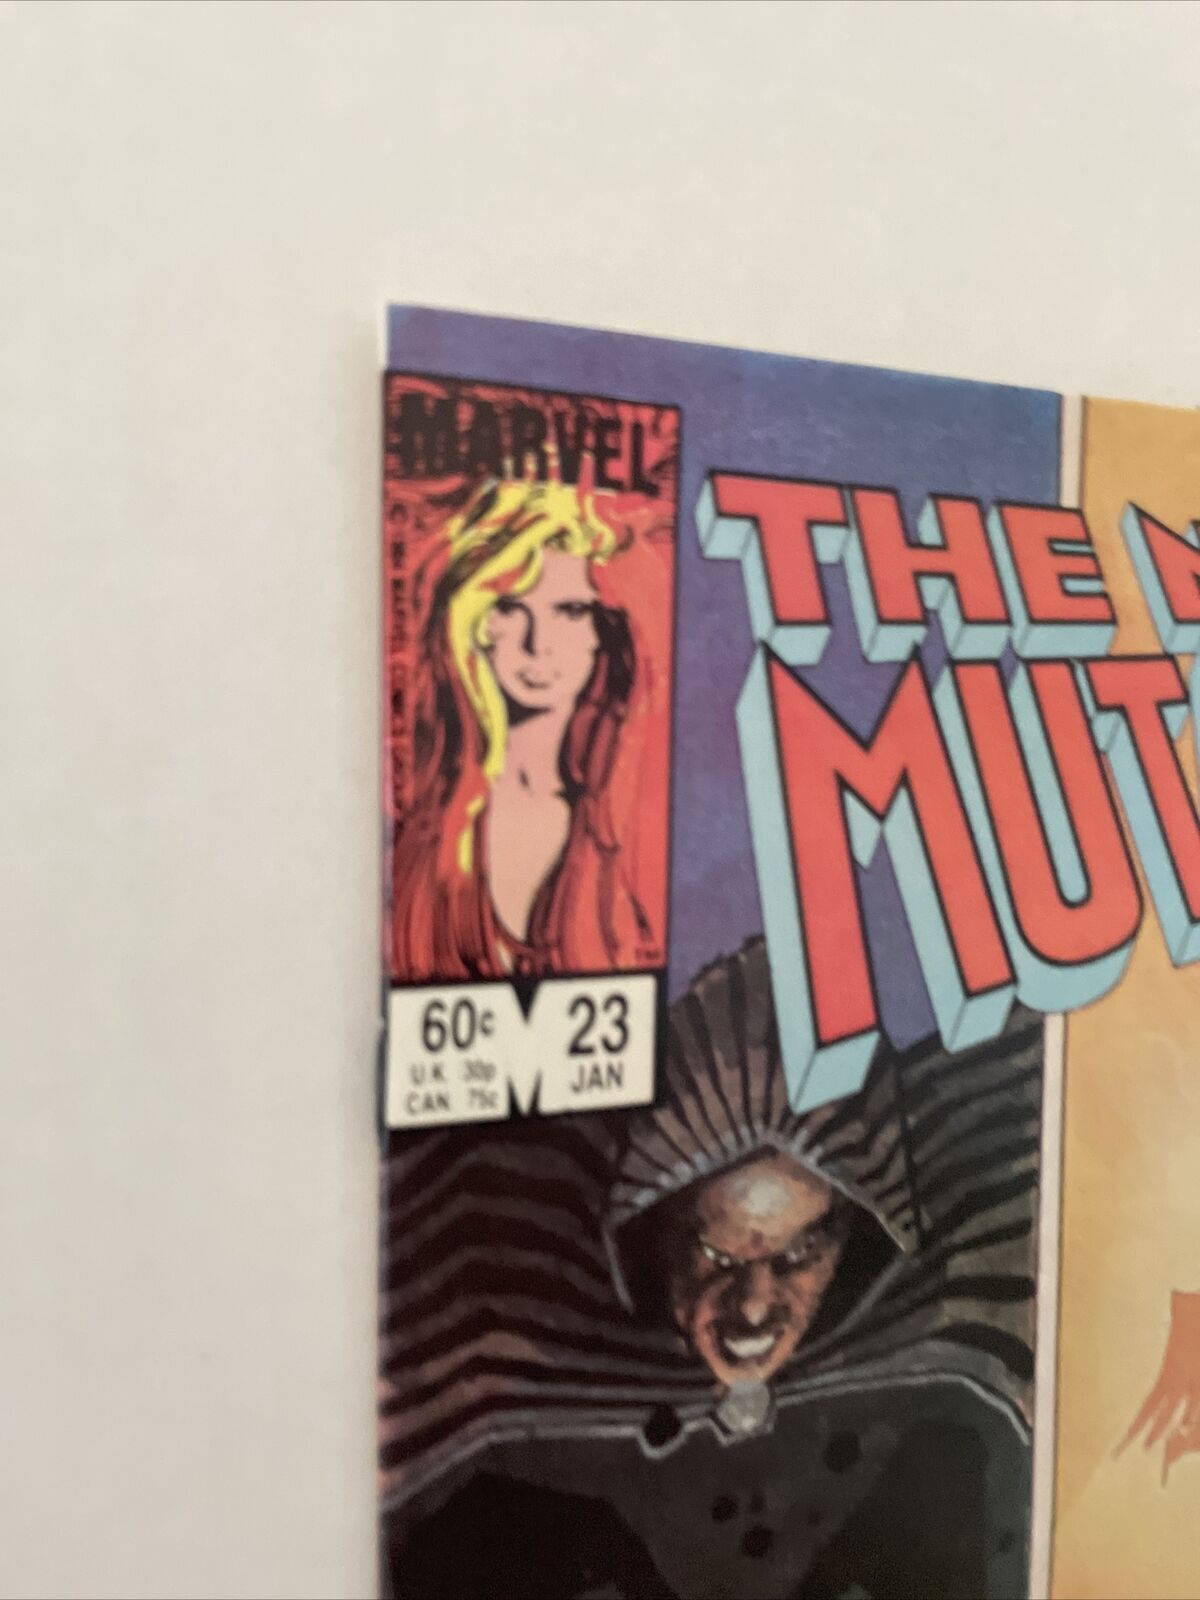 MARVEL
THE
MUT
60¢ 23
U.K. 30p JAN
CAN 75¢